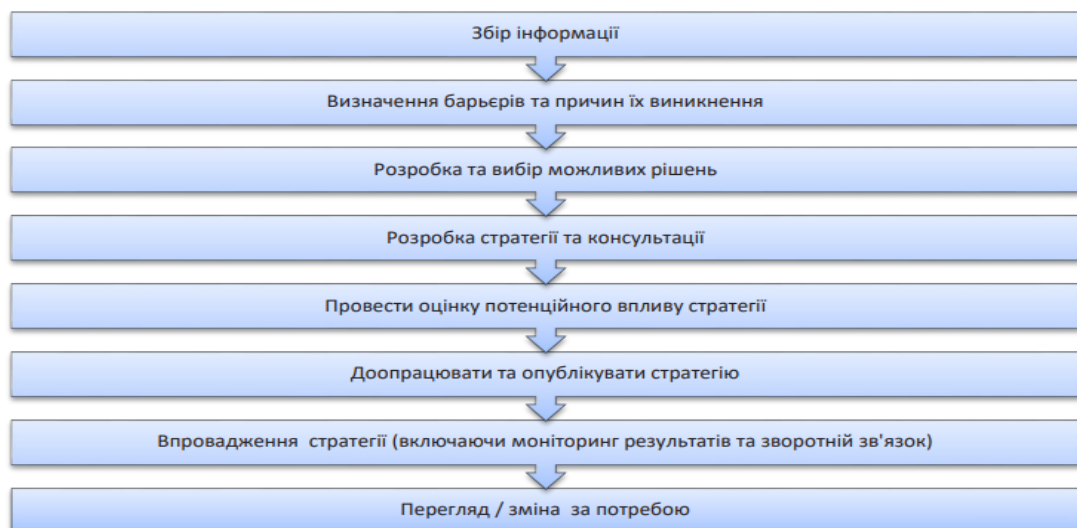 Збір інформації
Визначення барьєрів та причин їх виникнення
Розробка та вибір можливих рішень
Розробка стратегії та консультації
Провести оцінку потенційного впливу стратегії
Доопрацювати та опублікувати стратегію
Впровадження стратегії (включаючи моніторинг результатів та зворотній зв'язок)
Перегляд / зміна за потребою